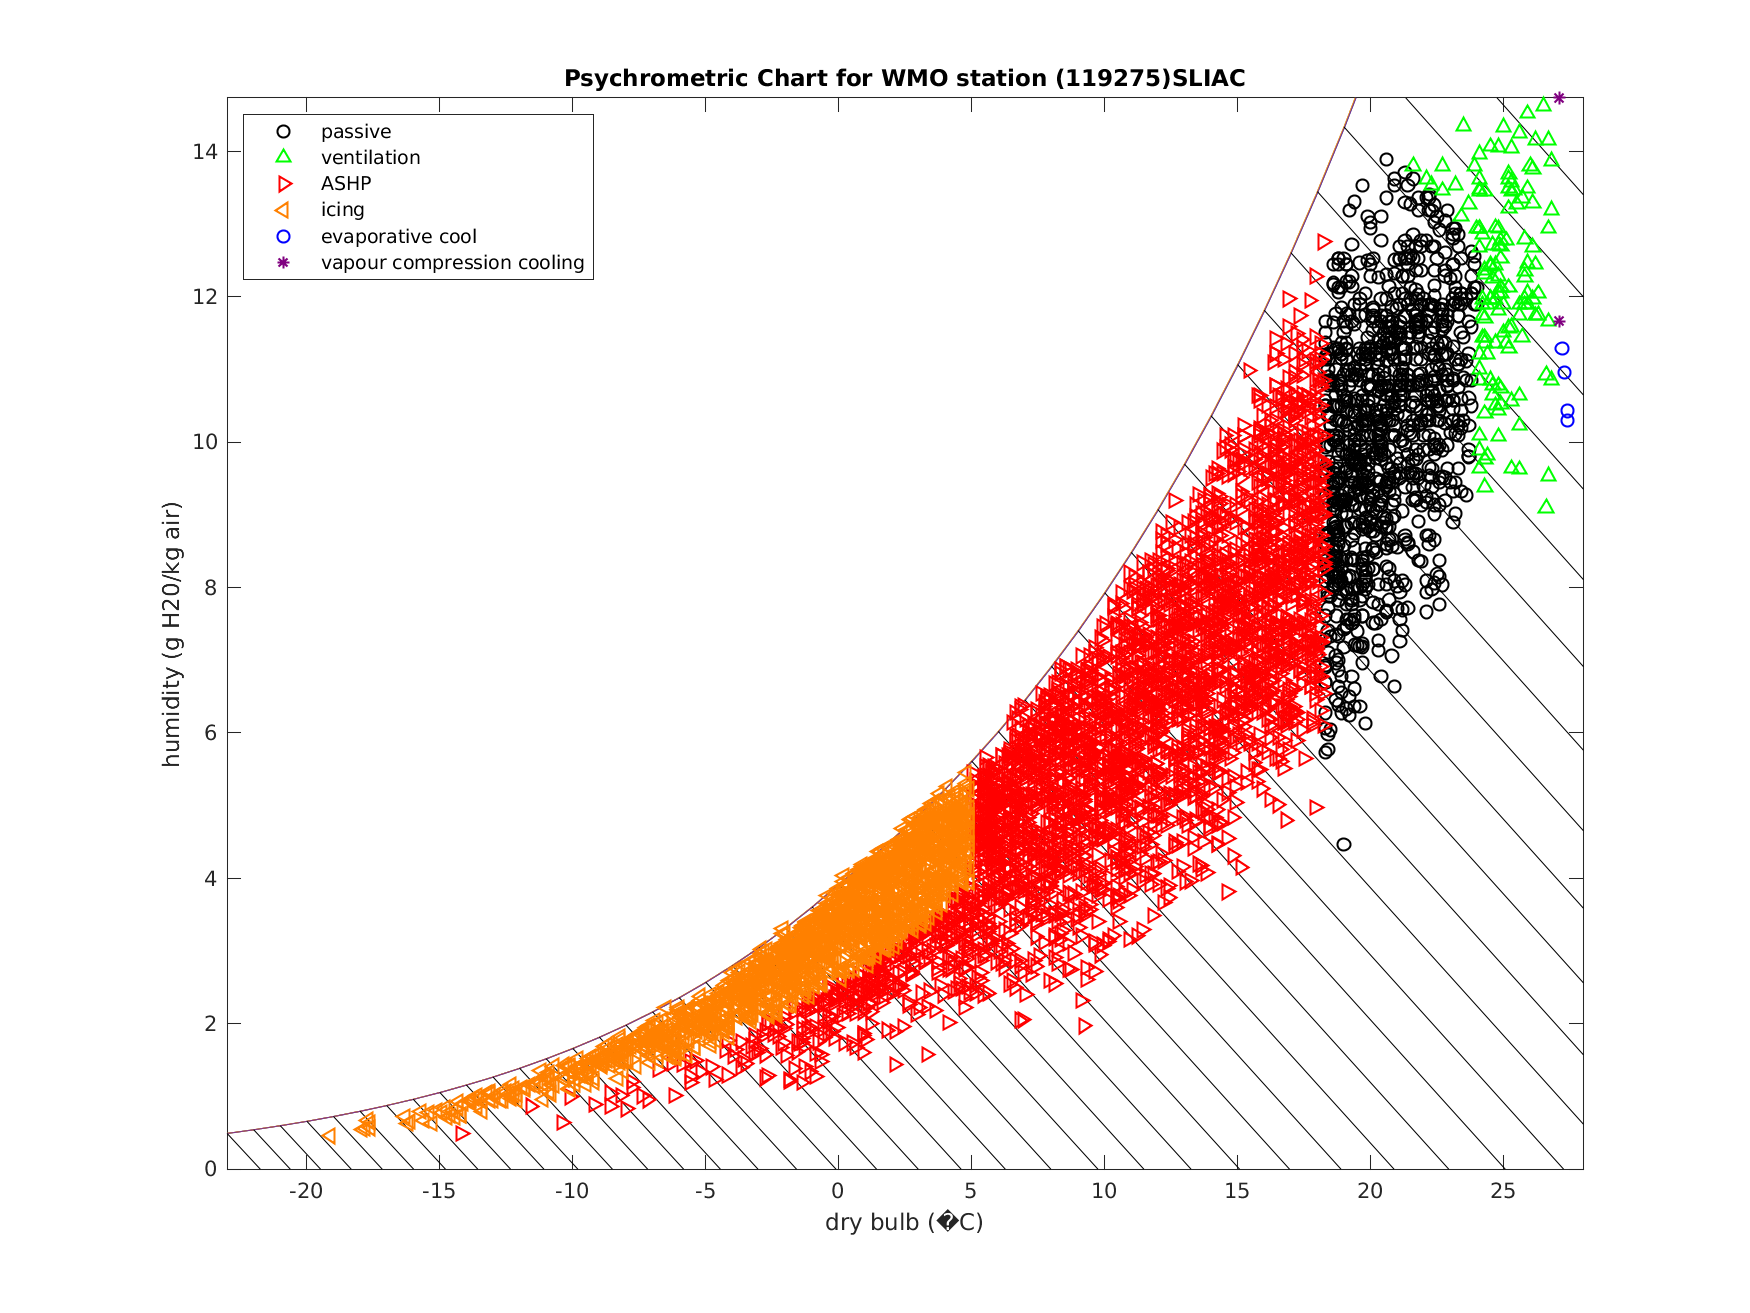 Psychrometric Chart for WMO station (119275)SLIAC
passive
ventilation
ASHP
icing
evaporative cool
vapour compression cooling
humidity (g H20/kg air)
14
12
10
8
6
4
2
0
-20 -15 -10 -5 0 5 10 15 20 25
dry bulb (�C)